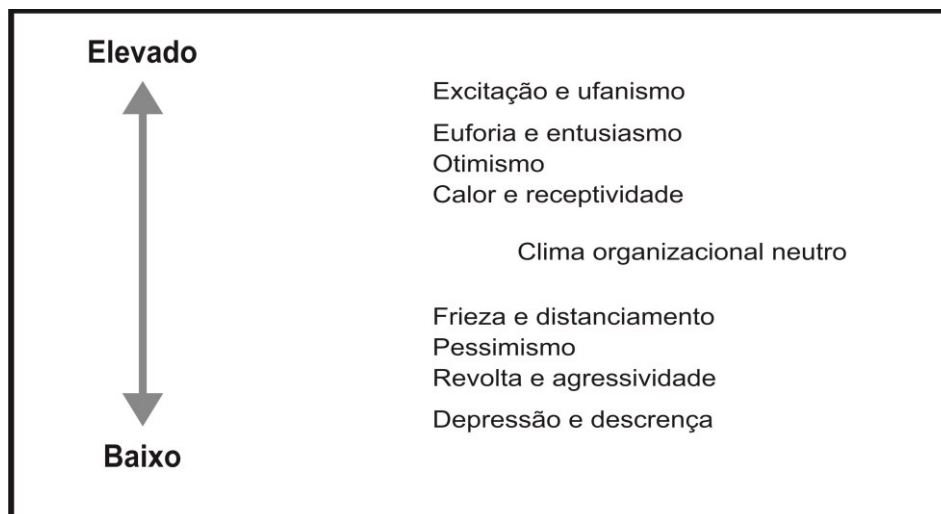 Elevado
Excitação e ufanismo
Euforia e entusiasmo
Otimismo
Calor e receptividade
Clima organizacional neutro
Frieza e distanciamento
Pessimismo
Revolta e agressividade
Depressão e descrença
Baixo